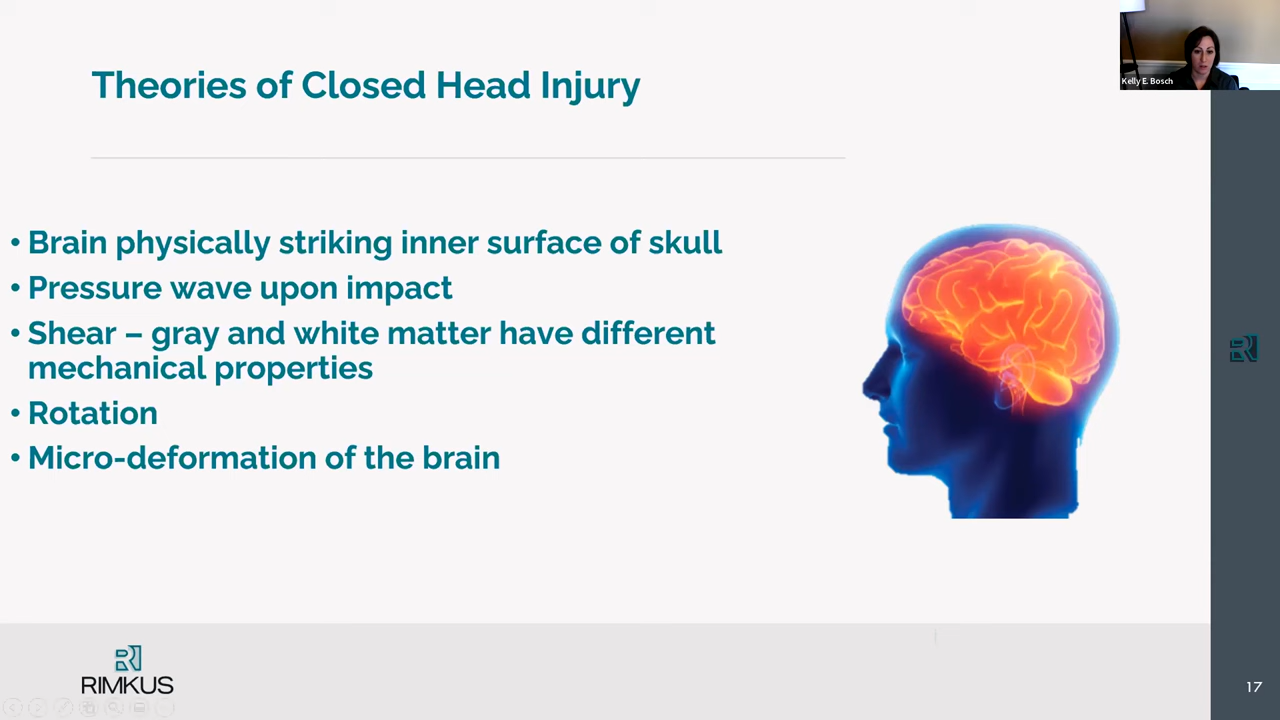 Theories of Closed Head Injury
Kelly E. Bosch
• Brain physically striking inner surface of skull
• Pressure wave upon impact
• Shear – gray and white matter have different
mechanical properties
• Rotation
• Micro-deformation of the brain
RIMKUS
17